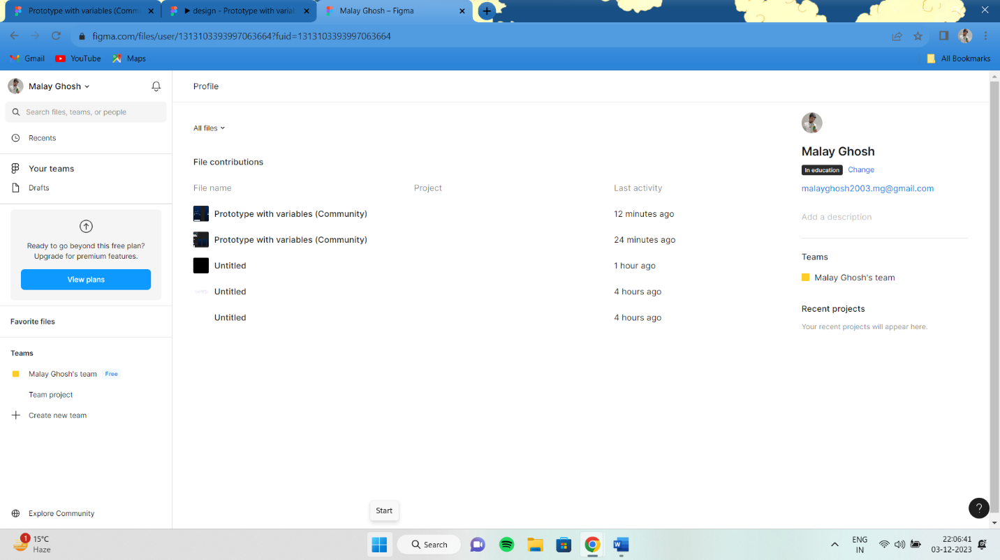 Prototype with variables (Comm
▶ design - Prototype with varia
Malay Ghosh – Figma
figma.com/files/user/1313103393997063664?fuid=1313103393997063664
Gmail
YouTube
Maps
All Bookmarks
Malay Ghosh
Search files, teams, or people
Recents
Your teams
Drafts
Ready to go beyond this free plan?
Upgrade for premium features.
View plans
Favorite files
Teams
Malay Ghosh's team Free
Team project
Create new team
Explore Community
Profile
All files
File contributions
File name Project Last activity
Prototype with variables (Community) 12 minutes ago
Prototype with variables (Community) 24 minutes ago
Untitled 1 hour ago
Untitled 4 hours ago
Untitled 4 hours ago
Malay Ghosh
In education Change
malayghosh2003.mg@gmail.com
Add a description
Teams
Malay Ghosh's team
Recent projects
Your recent projects will appear here.
?
Start
1
15°C
Haze
Search
ENG
IN
22:06:41
03-12-2023